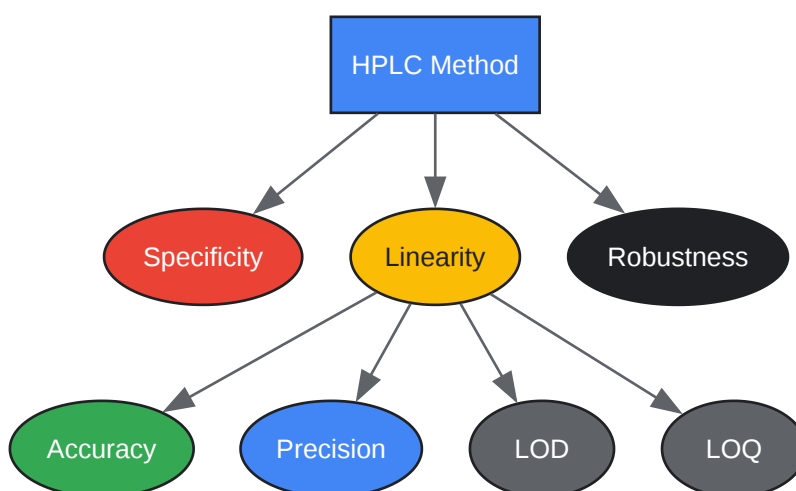 HPLC Method
Specificity
Linearity
Robustness
Accuracy
Precision
LOD
LOQ